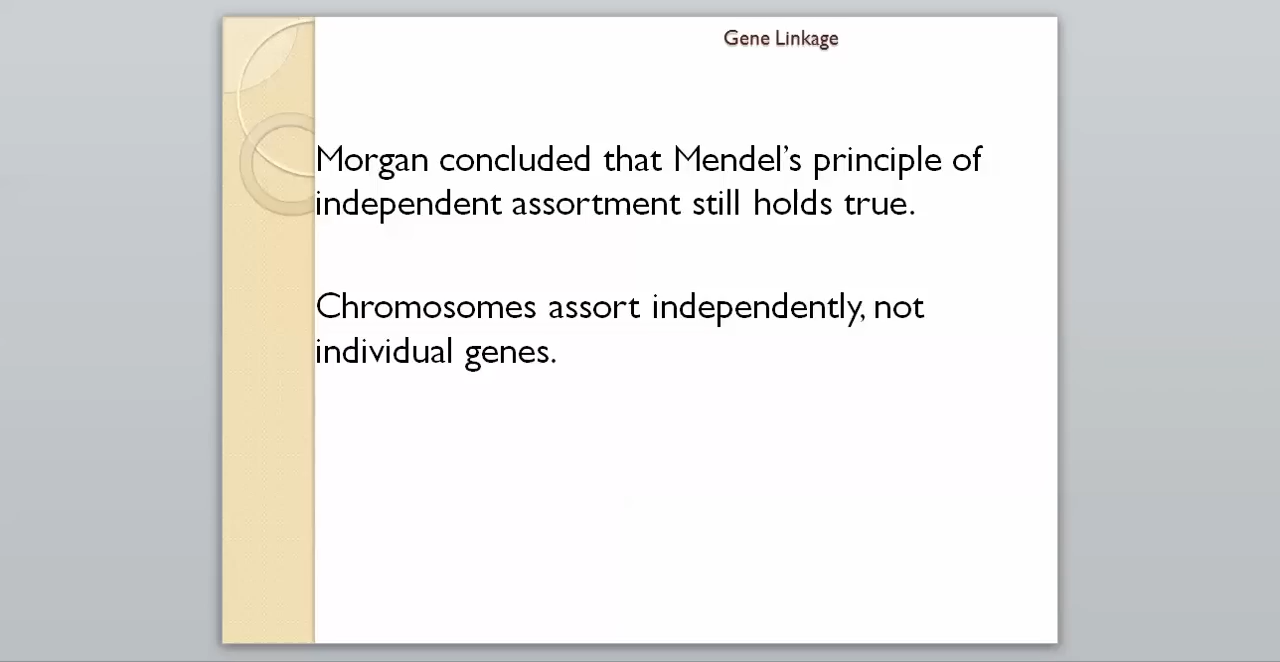 Gene Linkage
Morgan concluded that Mendel’s principle of
independent assortment still holds true.
Chromosomes assort independently, not
individual genes.